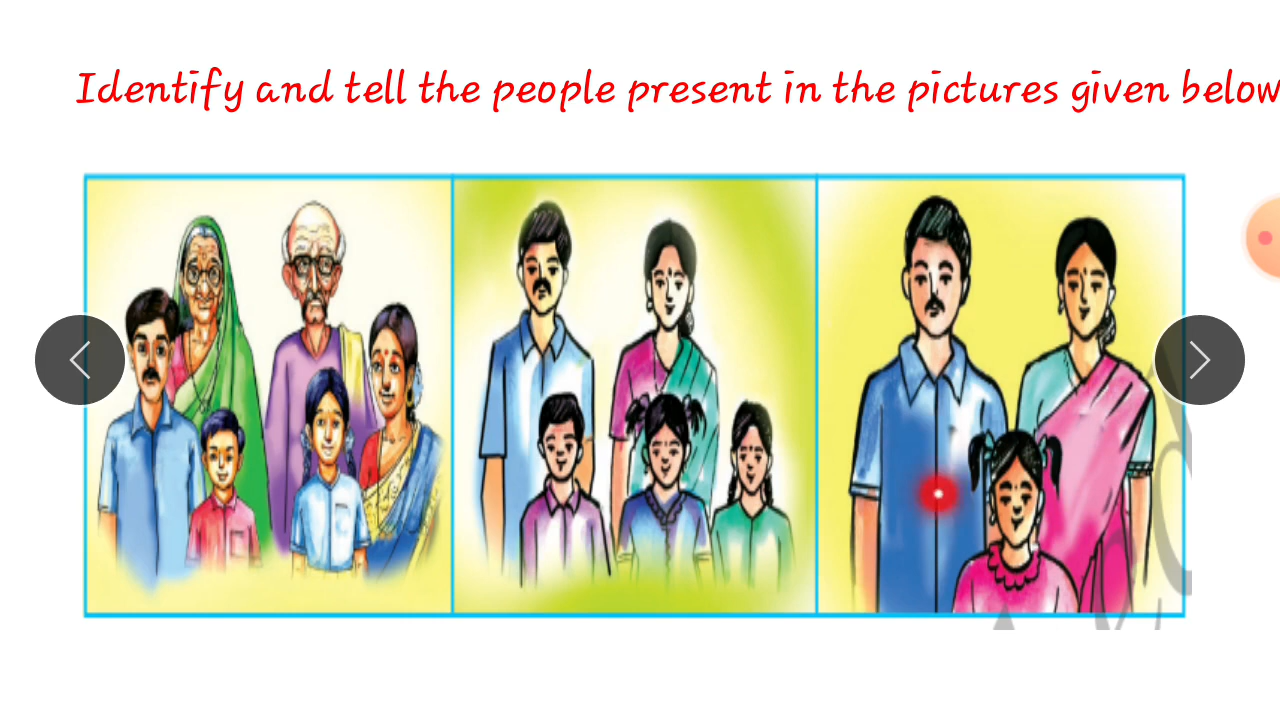 Identify and tell the people present in the pictures given below